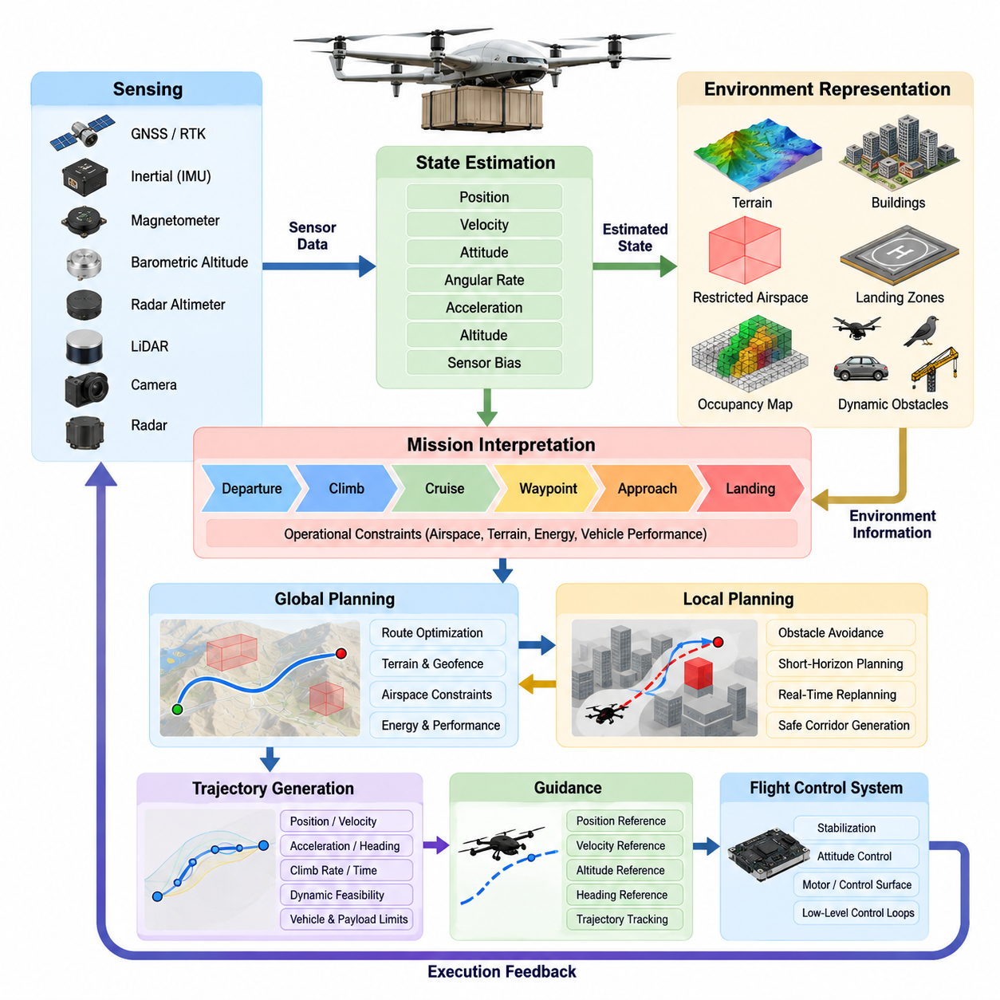 Sensing
GNSS / RTK
Inertial (IMU)
Magnetometer
Barometric Altitude
Radar Altimeter
LiDAR
Camera
Radar
Sensor
Data
State Estimation
Position
Velocity
Attitude
Angular Rate
Acceleration
Altitude
Sensor Bias
Estimated
State
Environment Representation
Terrain
Buildings
Restricted Airspace
H
Landing Zones
Occupancy Map
Dynamic Obstacles
Mission Interpretation
Departure
Climb
Cruise
Waypoint
Approach
Landing
Operational Constraints (Airspace, Terrain, Energy, Vehicle Performance)
Environment
Information
Global Planning
Route Optimization
Terrain & Geofence
Airspace Constraints
Energy & Performance
Local Planning
Obstacle Avoidance
Short-Horizon Planning
Real-Time Replanning
Safe Corridor Generation
Trajectory Generation
Position / Velocity
Acceleration / Heading
Climb Rate / Time
Dynamic Feasibility
Vehicle & Payload Limits
Guidance
Position Reference
Velocity Reference
Altitude Reference
Heading Reference
Trajectory Tracking
Flight Control System
Stabilization
Attitude Control
Motor / Control Surface
Low-Level Control Loops
Execution Feedback